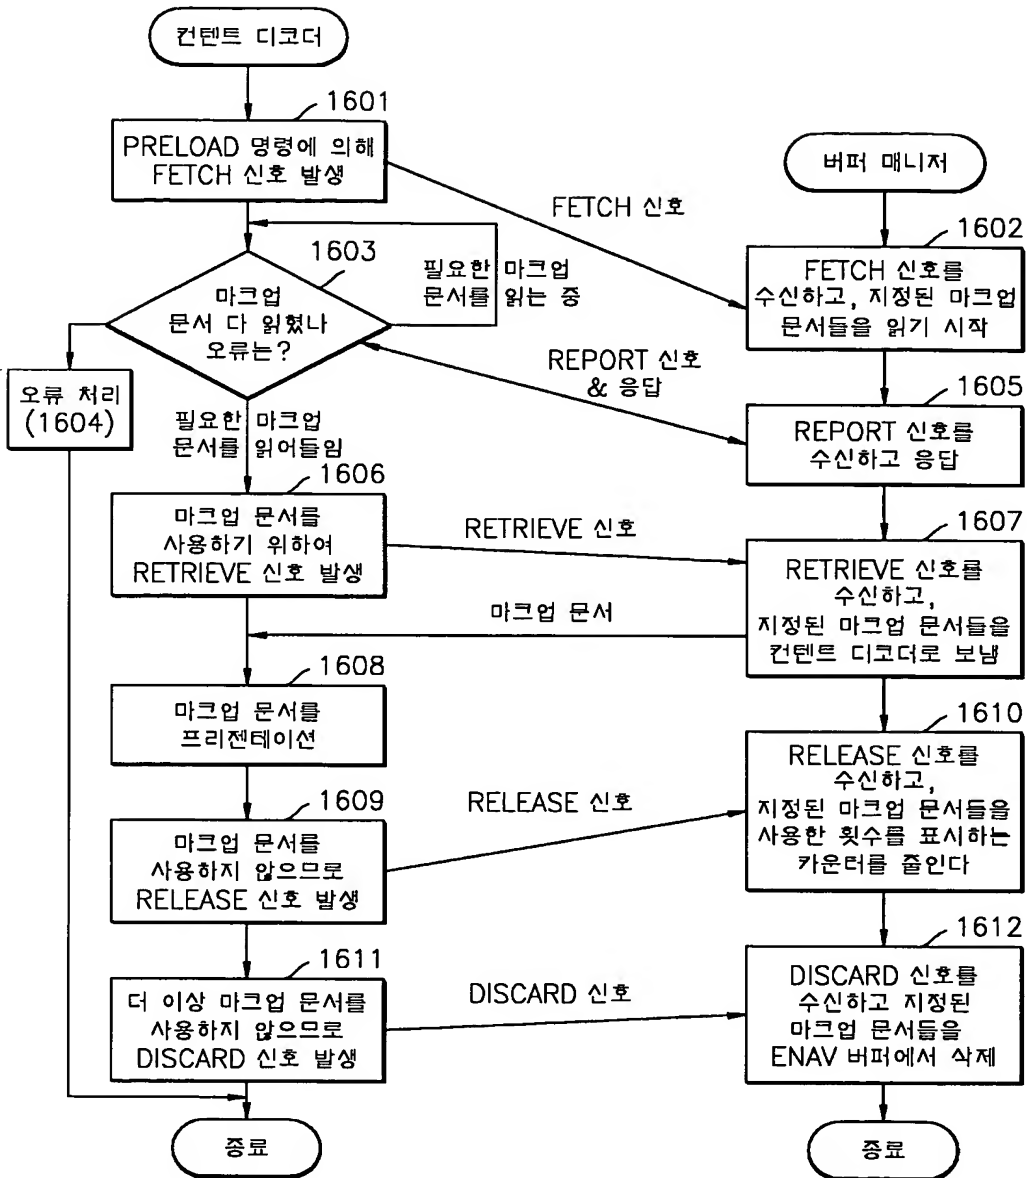 컨텐트 디코더
1601
PRELOAD 명령에 의해
FETCH 신호 발생
버퍼 매니저
FETCH 신호
1602
FETCH 신호를
수신하고, 지정된 마크업
문서들을 읽기 시작
1603
마크업
문서 다 읽혔나
오류는?
필요한 마크업
문서를 읽는 중
REPORT 신호
& 응답
오류 처리
(1604)
필요한 마크업
문서를 읽어들임
1605
REPORT 신호를
수신하고 응답
1606
마크업 문서를
사용하기 위하여
RETRIEVE 신호 발생
RETRIEVE 신호
1607
RETRIEVE 신호를
수신하고,
지정된 마크업 문서들을
컨텐트 디코더로 보냄
마크업 문서
1608
마크업 문서를
프리젠테이션
1609
마크업 문서를
사용하지 않으므로
RELEASE 신호 발생
RELEASE 신호
1610
RELEASE 신호를
수신하고,
지정된 마크업 문서들을
사용한 횟수를 표시하는
카운터를 줄인다
1611
더 이상 마크업 문서를
사용하지 않으므로
DISCARD 신호 발생
DISCARD 신호
1612
DISCARD 신호를
수신하고 지정된
마크업 문서들을
ENAV 버퍼에서 삭제
종료
종료